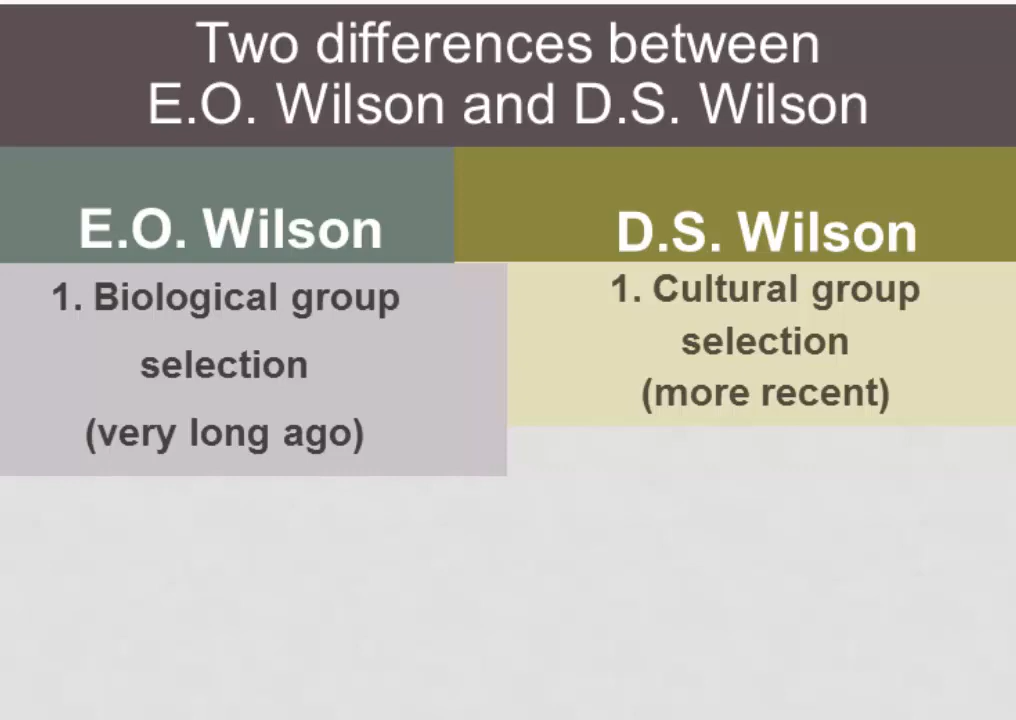 Two differences between
E.O. Wilson and D.S. Wilson
E.O. Wilson
1. Biological group
selection
(very long ago)
D.S. Wilson
1. Cultural group
selection
(more recent)